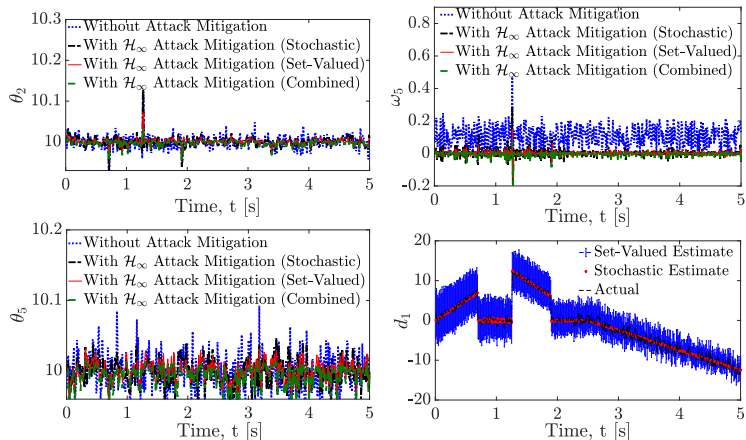 10.3
Without Attack Mitigation
With H∞ Attack Mitigation (Stochastic)
10.2
With H∞ Attack Mitigation (Set-Valued)
With H∞ Attack Mitigation (Combined)
θ2
10.1
10
0 1 2 3 4 5
Time, t [s]
0.8
Without Attack Mitigation
With H∞ Attack Mitigation (Stochastic)
0.6
With H∞ Attack Mitigation (Set-Valued)
With H∞ Attack Mitigation (Combined)
ω5
0.4
0.2
0
-0.2
0 1 2 3 4 5
Time, t [s]
10.2
Without Attack Mitigation
With H∞ Attack Mitigation (Stochastic)
With H∞ Attack Mitigation (Set-Valued)
10.1
With H∞ Attack Mitigation (Combined)
θ5
10
0 1 2 3 4 5
Time, t [s]
20
Set-Valued Estimate
Stochastic Estimate
Actual
10
d1
0
-10
-20
0 1 2 3 4 5
Time, t [s]